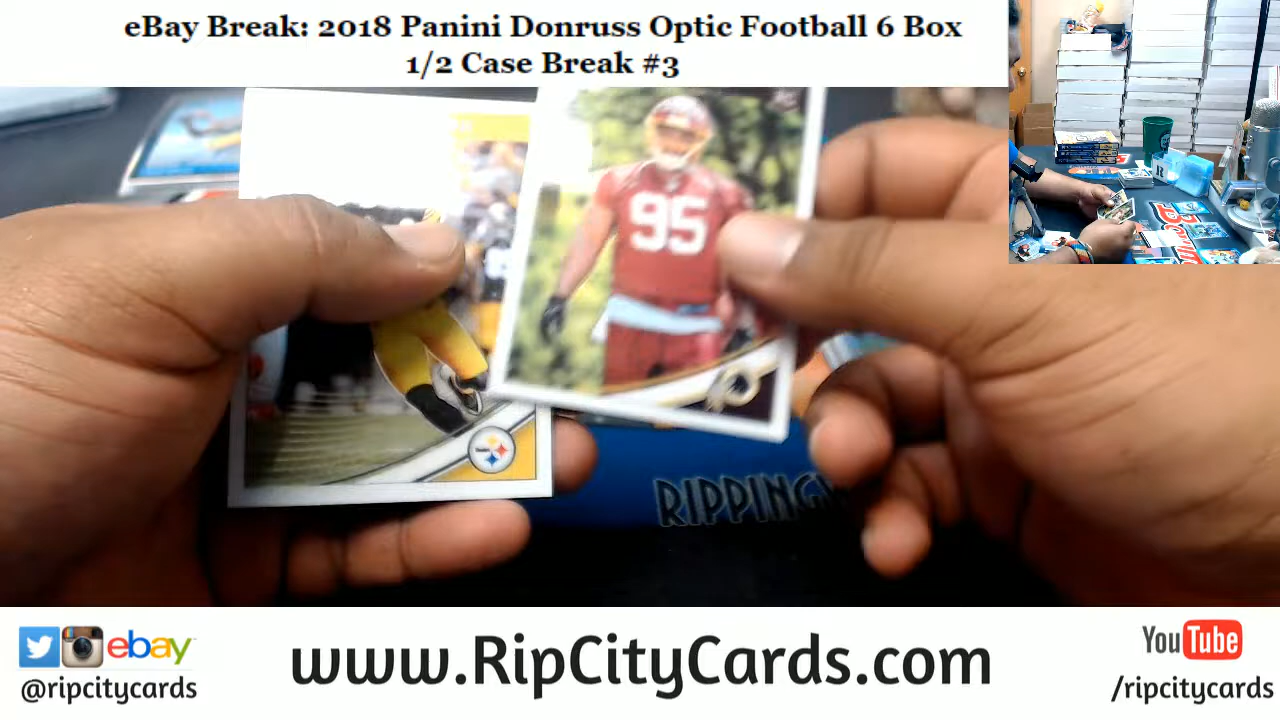 eBay Break: 2018 Panini Donruss Optic Football 6 Box
1/2 Case Break #3
95
RIPPING
ebay
@ripcitycards
www.RipCityCards.com
YouTube
/ripcitycards